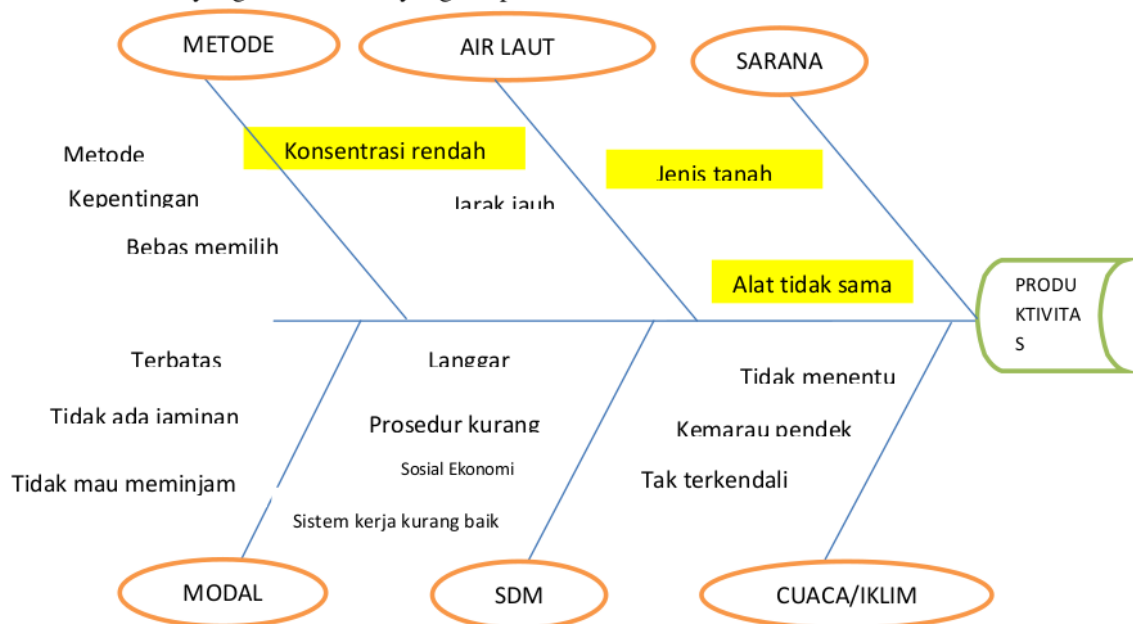 METODE
AIR LAUT
SARANA
Metode
Konsentrasi rendah
Jenis tanah
Kepentingan
Jarak jauh
Bebas memilih
Alat tidak sama
PRODU
KTIVITA
S
Terbatas
Langgar
Tidak menentu
Tidak ada jaminan
Prosedur kurang
Kemarau pendek
Sosial Ekonomi
Tidak mau meminjam
Tak terkendali
Sistem kerja kurang baik
MODAL
SDM
CUACA/IKLIM